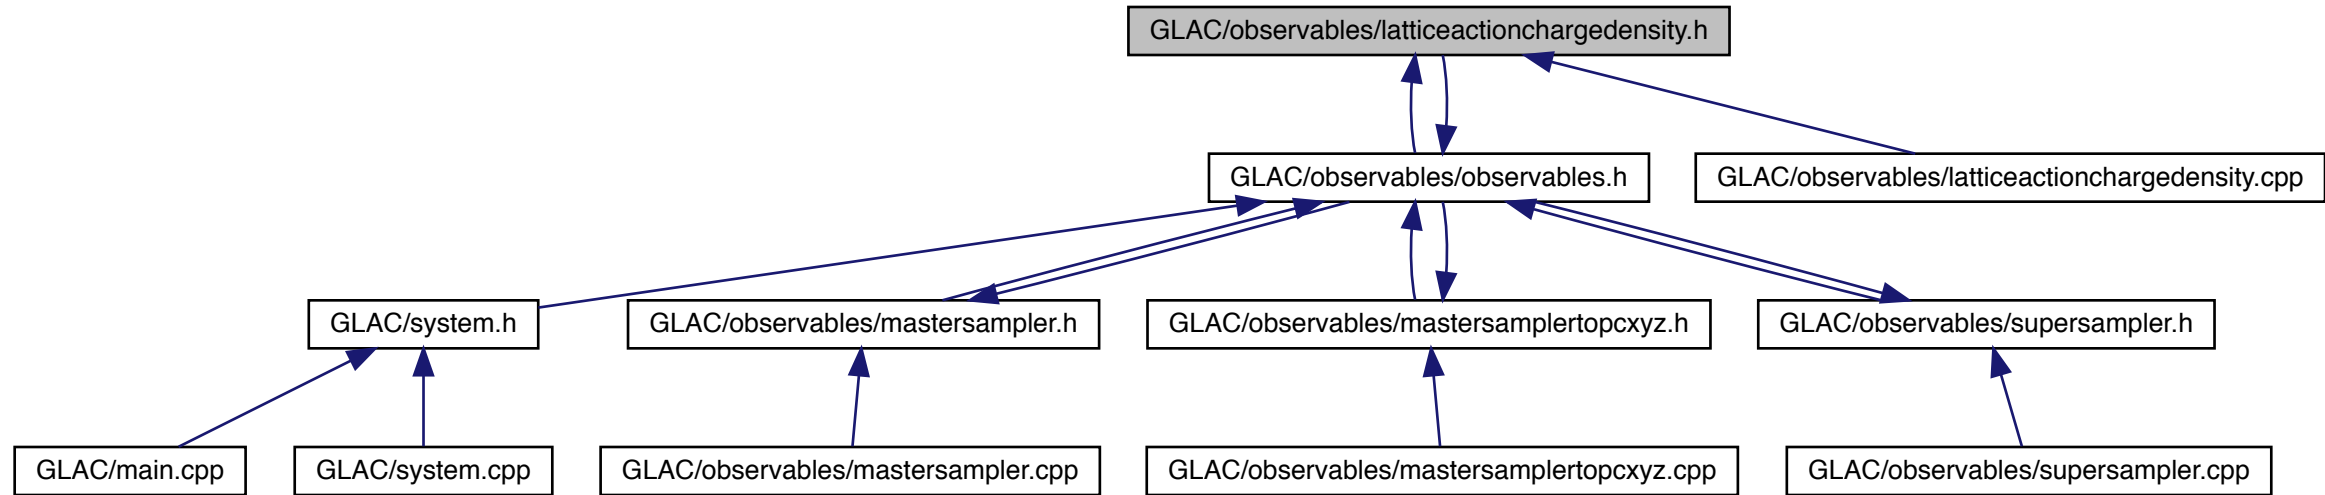 GLAC/observables/latticeactionchargedensity.h
GLAC/observables/observables.h
GLAC/observables/latticeactionchargedensity.cpp
GLAC/system.h
GLAC/observables/mastersampler.h
GLAC/observables/mastersamplertopcxyz.h
GLAC/observables/supersampler.h
GLAC/main.cpp
GLAC/system.cpp
GLAC/observables/mastersampler.cpp
GLAC/observables/mastersamplertopcxyz.cpp
GLAC/observables/supersampler.cpp